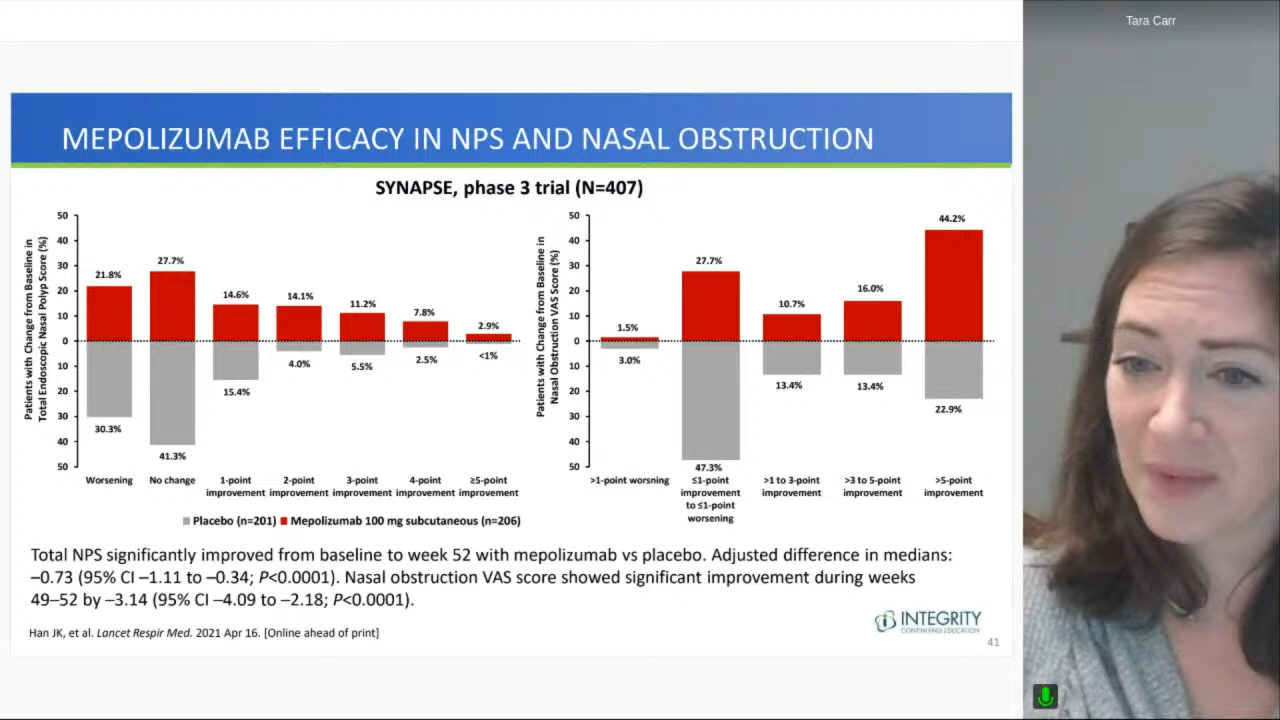 Tara Carr
MEPOLIZUMAB EFFICACY IN NPS AND NASAL OBSTRUCTION
SYNAPSE, phase 3 trial (N=407)
Patients with Change from Baseline in
Total Endoscopic Nasal Polyp Score (%)
50
40
30
20
10
0
10
20
30
40
50
21.8%
27.7%
14.6%
14.1%
11.2%
7.8%
2.9%
30.3%
41.3%
15.4%
4.0%
5.5%
2.5%
<1%
Worsening
No change
1-point
improvement
2-point
improvement
3-point
improvement
4-point
improvement
≥5-point
improvement
Patients with Change from Baseline in
Nasal Obstruction VAS Score (%)
50
40
30
20
10
0
10
20
30
40
50
1.5%
27.7%
10.7%
16.0%
44.2%
3.0%
47.3%
13.4%
13.4%
22.9%
>1-point worsning
≤1-point
improvement
to ≤1-point
worsening
>1 to 3-point
improvement
>3 to 5-point
improvement
>5-point
improvement
Placebo (n=201) Mepolizumab 100 mg subcutaneous (n=206)
Total NPS significantly improved from baseline to week 52 with mepolizumab vs placebo. Adjusted difference in medians:
–0.73 (95% CI –1.11 to –0.34; P<0.0001). Nasal obstruction VAS score showed significant improvement during weeks
49–52 by –3.14 (95% CI –4.09 to –2.18; P<0.0001).
Han JK, et al. Lancet Respir Med. 2021 Apr 16. [Online ahead of print]
INTEGRITY
CONTINUING EDUCATION
41